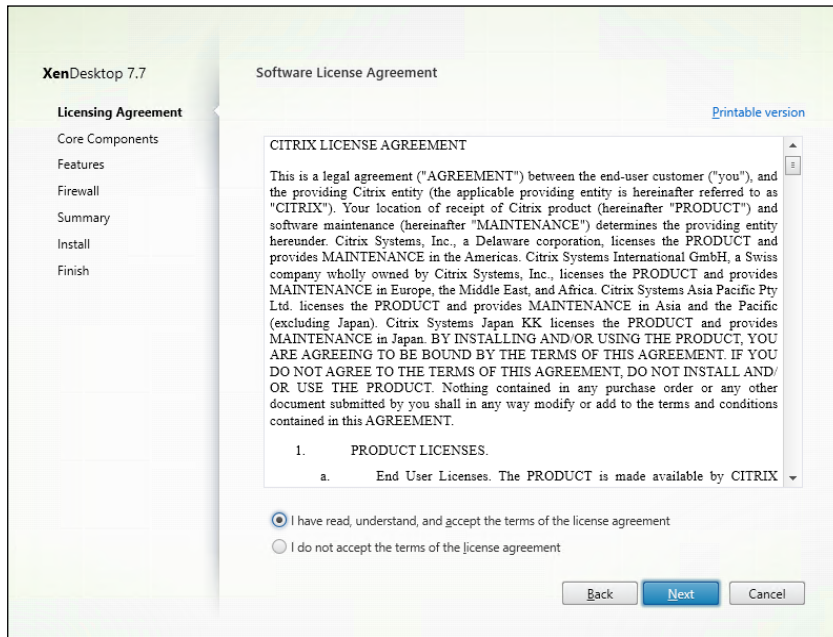 XenDesktop 7.7
Licensing Agreement
Core Components
Features
Firewall
Summary
Install
Finish
Software License Agreement
Printable version
CITRIX LICENSE AGREEMENT
This is a legal agreement ("AGREEMENT") between the end-user customer ("you"), and
the providing Citrix entity (the applicable providing entity is hereinafter referred to as
"CITRIX"). Your location of receipt of Citrix product (hereinafter "PRODUCT") and
software maintenance (hereinafter "MAINTENANCE") determines the providing entity
hereunder. Citrix Systems, Inc., a Delaware corporation, licenses the PRODUCT and
provides MAINTENANCE in the Americas. Citrix Systems International GmbH, a Swiss
company wholly owned by Citrix Systems, Inc., licenses the PRODUCT and provides
MAINTENANCE in Europe, the Middle East, and Africa. Citrix Systems Asia Pacific Pty
Ltd. licenses the PRODUCT and provides MAINTENANCE in Asia and the Pacific
(excluding Japan). Citrix Systems Japan KK licenses the PRODUCT and provides
MAINTENANCE in Japan. BY INSTALLING AND/OR USING THE PRODUCT, YOU
ARE AGREEING TO BE BOUND BY THE TERMS OF THIS AGREEMENT. IF YOU
DO NOT AGREE TO THE TERMS OF THIS AGREEMENT, DO NOT INSTALL AND/
OR USE THE PRODUCT. Nothing contained in any purchase order or any other
document submitted by you shall in any way modify or add to the terms and conditions
contained in this AGREEMENT.
1. PRODUCT LICENSES.
a. End User Licenses. The PRODUCT is made available by CITRIX
I have read, understand, and accept the terms of the license agreement
I do not accept the terms of the license agreement
Back Next Cancel